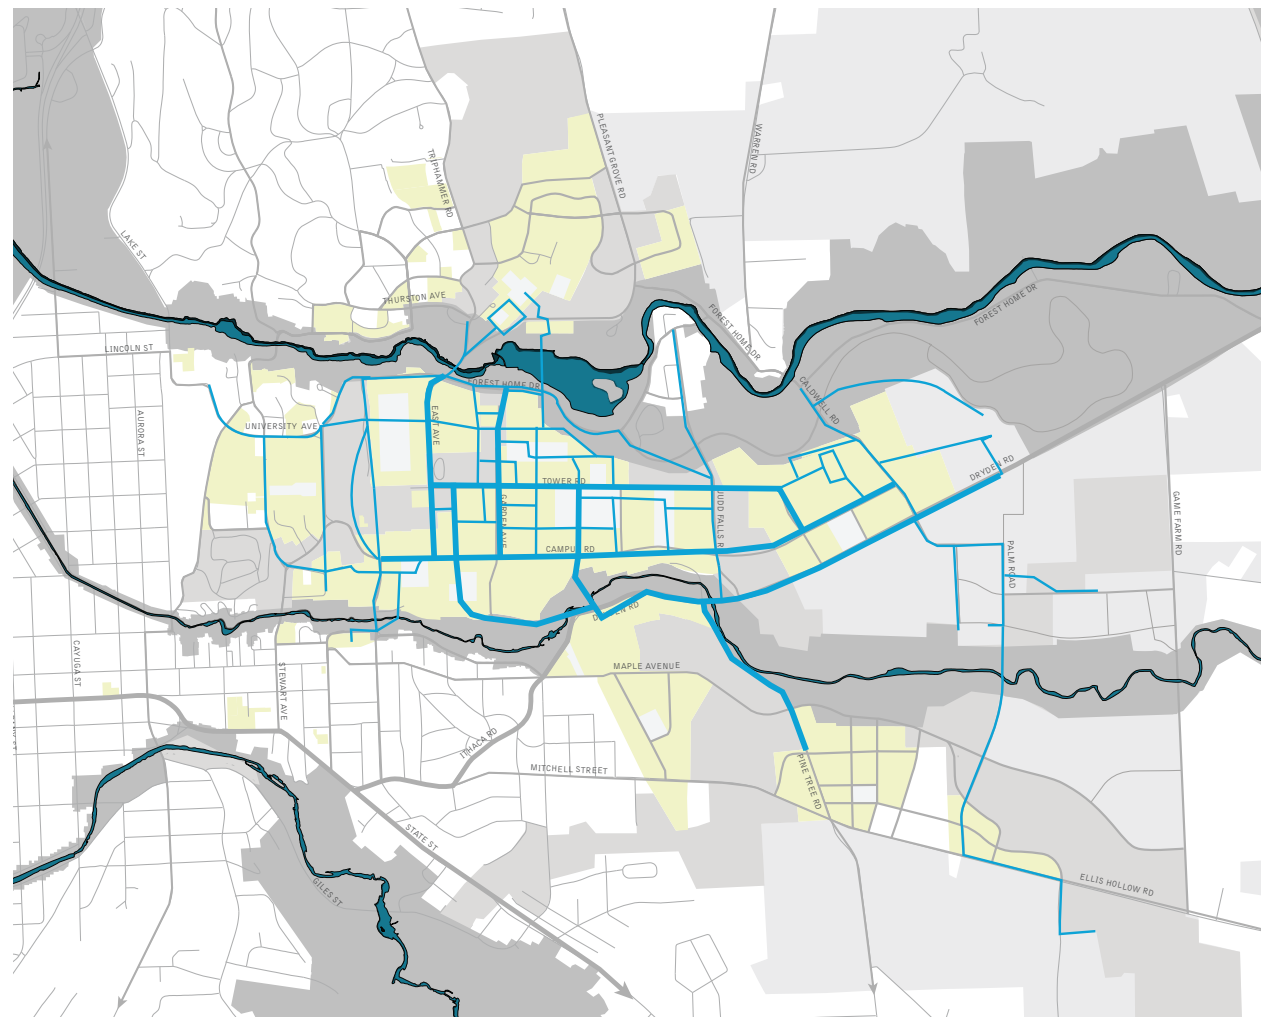 PLEASANT GROVE RD
WARREN RD
TRIPHAMMER RD
LAKE ST
THURSTON AVE
FOREST HOME DR
FOREST HOME DR
LINCOLN ST
FOREST HOME DR
CALDWELL RD
AURORA ST
UNIVERSITY AVE
EAST AVE
DRYDEN RD
TOWER RD
GARDEN AVE
JUDD FALLS R
GAME FARM RD
CAMPUS RD
PALM ROAD
CAYUGA ST
STEWART AVE
MAPLE AVENUE
ITHACA RD
MITCHELL STREET
PINE TREE RD
STATE ST
GILES ST
ELLIS HOLLOW RD